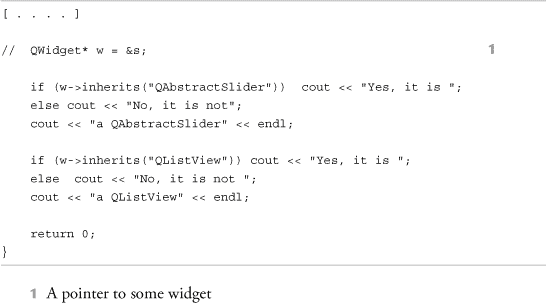 [ . . . . ]
//  QWidget* w = &s; 1
if (w->inherits("QAbstractSlider"))  cout << "Yes, it is ";
else cout << "No, it is not";
cout << "a QAbstractSlider" << endl;
if (w->inherits("QListView")) cout << "Yes, it is ";
else  cout << "No, it is not ";
cout << "a QListView" << endl;
return 0;
}
1 A pointer to some widget